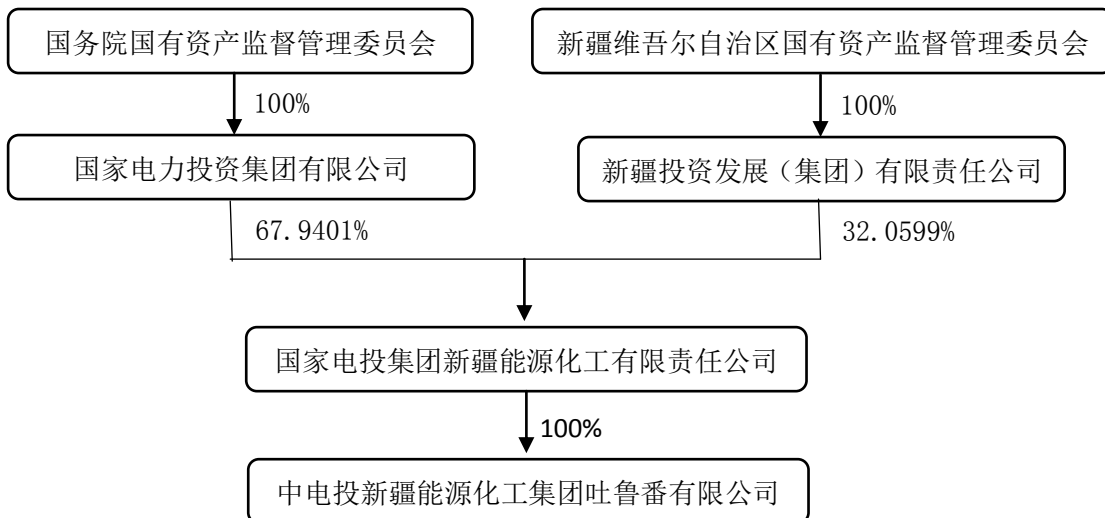 国务院国有资产监督管理委员会
新疆维吾尔自治区国有资产监督管理委员会
100%
100%
国家电力投资集团有限公司
新疆投资发展（集团）有限责任公司
67.9401%
32.0599%
国家电投集团新疆能源化工有限责任公司
100%
中电投新疆能源化工集团吐鲁番有限公司